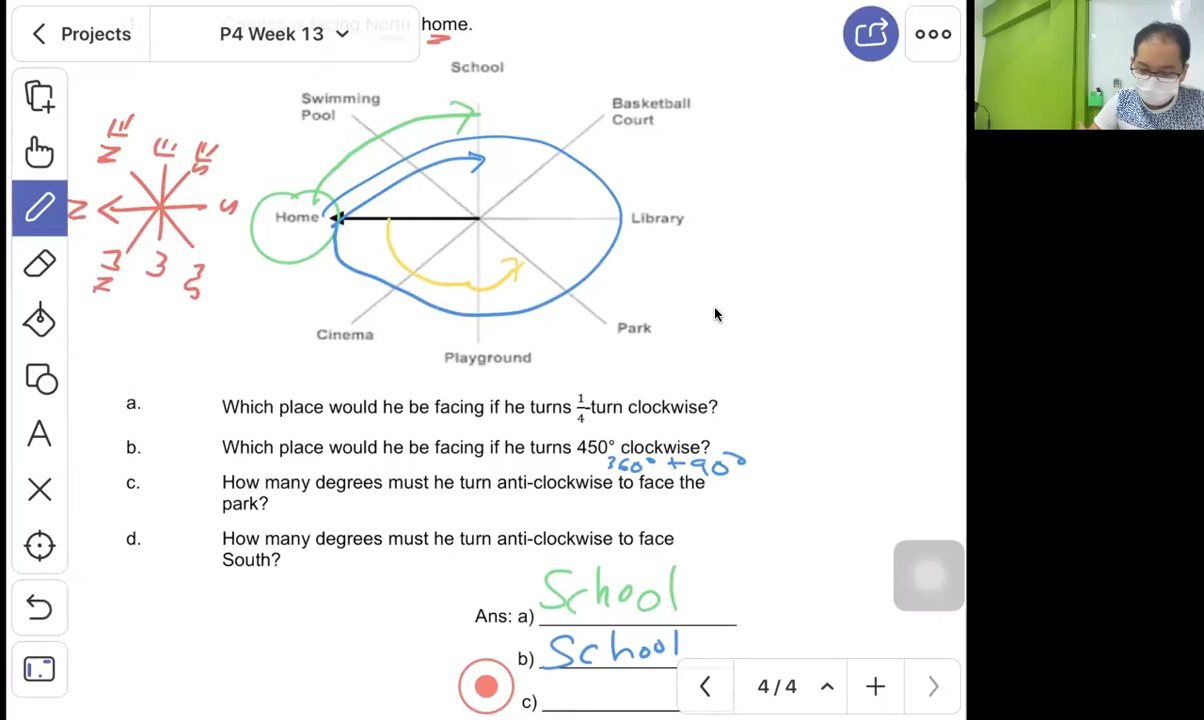 Projects
P4 Week 13
home.
School
Swimming
Pool
Basketball
Court
Home
Library
Cinema
Park
Playground
N
E
N
E
E
S
S
W
N
W
W
S
a. Which place would he be facing if he turns 1/4-turn clockwise?
b. Which place would he be facing if he turns 450° clockwise?
360° + 90°
c. How many degrees must he turn anti-clockwise to face the
park?
d. How many degrees must he turn anti-clockwise to face
South?
Ans: a) School
b) School
c)
4 / 4